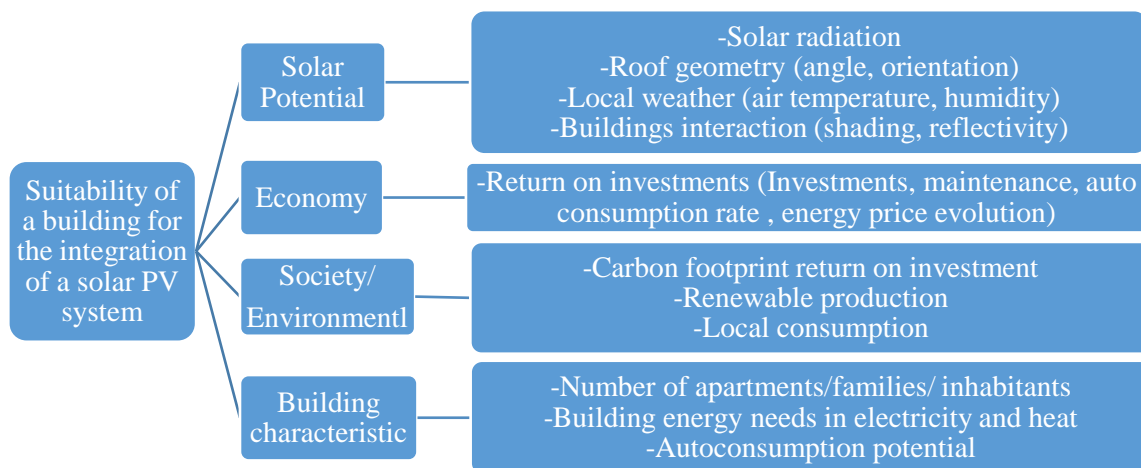 Suitability of
a building for
the integration
of a solar PV
system
Solar
Potential
-Solar radiation
-Roof geometry (angle, orientation)
-Local weather (air temperature, humidity)
-Buildings interaction (shading, reflectivity)
Economy
-Return on investments (Investments, maintenance, auto
consumption rate , energy price evolution)
Society/
Environmentl
-Carbon footprint return on investment
-Renewable production
-Local consumption
Building
characteristic
-Number of apartments/families/ inhabitants
-Building energy needs in electricity and heat
-Autoconsumption potential